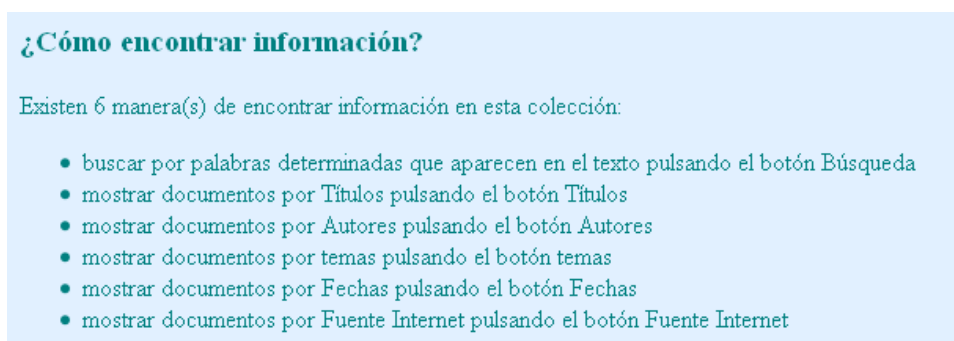 ¿Cómo encontrar información?
Existen 6 manera(s) de encontrar información en esta colección:
• buscar por palabras determinadas que aparecen en el texto pulsando el botón Búsqueda
• mostrar documentos por Títulos pulsando el botón Títulos
• mostrar documentos por Autores pulsando el botón Autores
• mostrar documentos por temas pulsando el botón temas
• mostrar documentos por Fechas pulsando el botón Fechas
• mostrar documentos por Fuente Internet pulsando el botón Fuente Internet